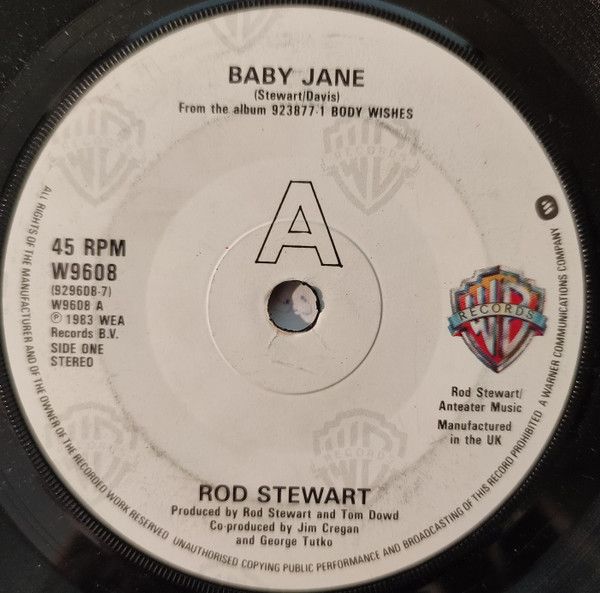 BABY JANE
(Stewart/Davis)
From the album 923877-1 BODY WISHES
A
45 RPM
W9608
(929608-7)
W9608 A
℗ 1983 WEA
Records B.V.
SIDE ONE
STEREO
WB
RECORDS
Rod Stewart/
Anteater Music
Manufactured
in the UK
ROD STEWART
Produced by Rod Stewart and Tom Dowd
Co-produced by Jim Cregan
and George Tutko
ALL RIGHTS OF THE MANUFACTURER AND OF THE OWNER OF THE RECORDED WORK RESERVED UNAUTHORISED COPYING PUBLIC PERFORMANCE AND BROADCASTING OF THIS RECORD PROHIBITED A WARNER COMMUNICATIONS COMPANY